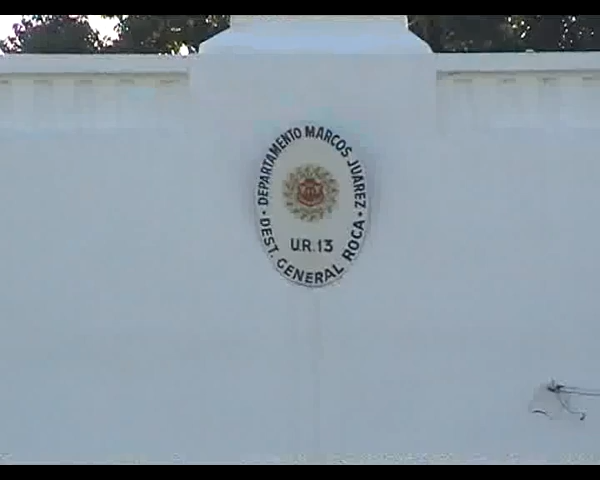 DEPARTAMENTO MARCOS JUAREZ
U.R. 13
DEST. GENERAL ROCA